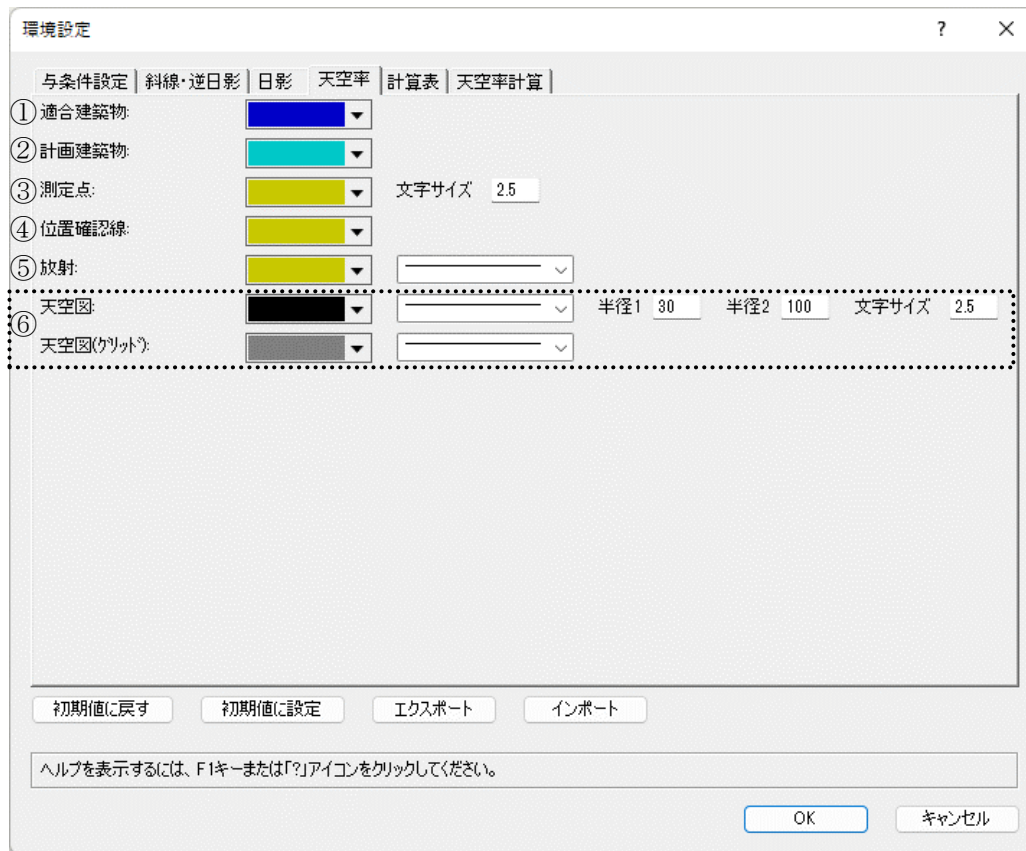 環境設定 ?
与条件設定 斜線・逆日影 日影 天空率 計算表 天空率計算
①適合建築物:
②計画建築物:
③測定点: 文字サイズ 2.5
④位置確認線:
⑤放射:
⑥
天空図: 半径1 30 半径2 100 文字サイズ 2.5
天空図(ｸﾞﾘｯﾄﾞ):
初期値に戻す 初期値に設定 エクスポート インポート
ヘルプを表示するには、F1キーまたは「?」アイコンをクリックしてください。
OK キャンセル